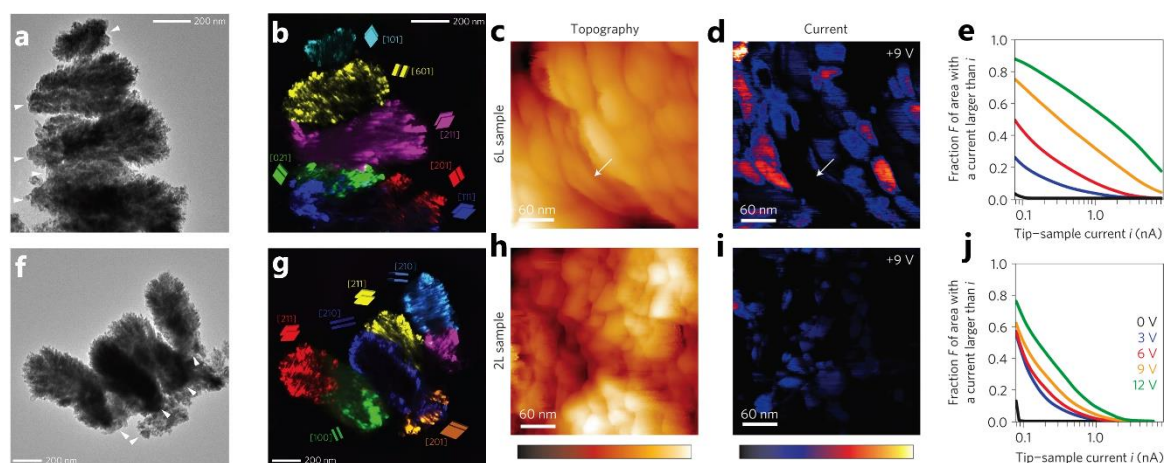 a
200 nm
b
200 nm
[101]
[601]
[211]
[021]
[201]
[111]
c
Topography
6L sample
60 nm
d
Current
+9 V
60 nm
e
Fraction F of area with
a current larger than i
1.0
0.8
0.6
0.4
0.2
0.0
0.1
1.0
Tip–sample current i (nA)
f
200 nm
g
[210]
[211]
[210]
[211]
[100]
[201]
200 nm
h
2L sample
60 nm
i
+9 V
60 nm
j
Fraction F of area with
a current larger than i
1.0
0.8
0.6
0.4
0.2
0.0
0 V
3 V
6 V
9 V
12 V
0.1
1.0
Tip–sample current i (nA)